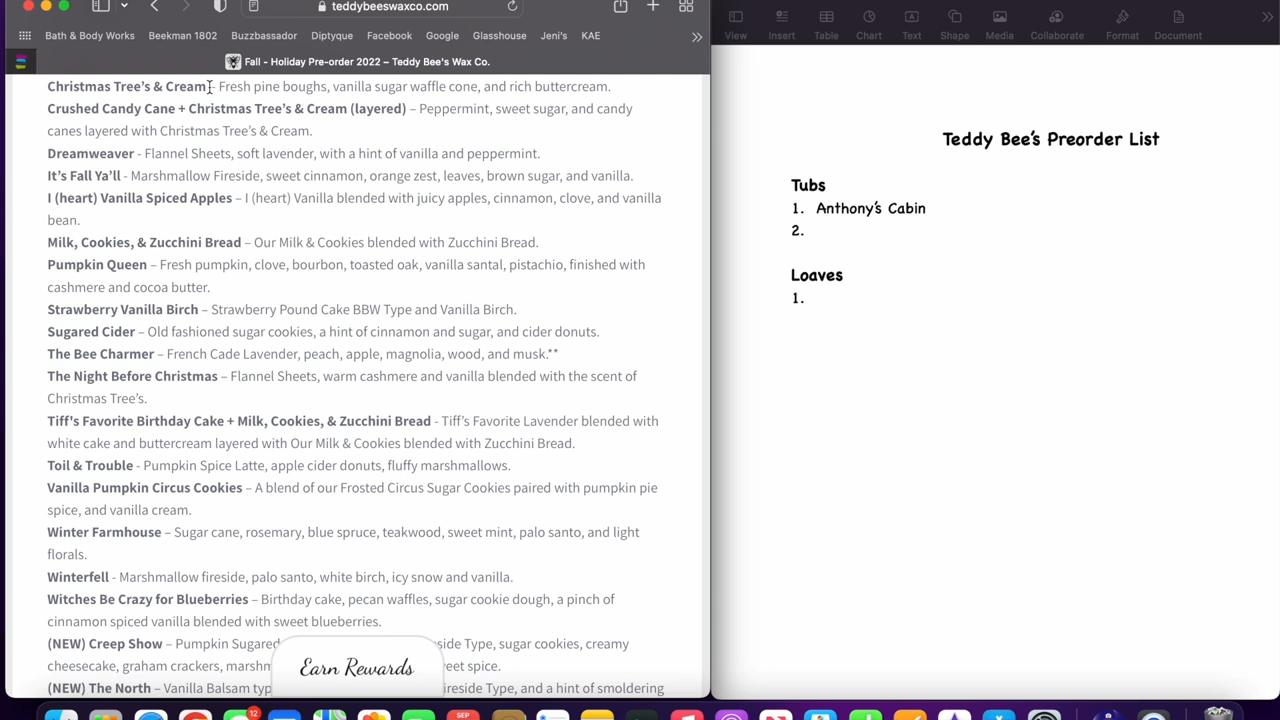 teddybeeswaxco.com
Bath & Body Works Beekman 1802 Buzzbassador Diptyque Facebook Google Glasshouse Jeni's KAE
Fall - Holiday Pre-order 2022 – Teddy Bee's Wax Co.
Christmas Tree's & Cream - Fresh pine boughs, vanilla sugar waffle cone, and rich buttercream.
Crushed Candy Cane + Christmas Tree's & Cream (layered) – Peppermint, sweet sugar, and candy
canes layered with Christmas Tree's & Cream.
Dreamweaver - Flannel Sheets, soft lavender, with a hint of vanilla and peppermint.
It's Fall Ya'll - Marshmallow Fireside, sweet cinnamon, orange zest, leaves, brown sugar, and vanilla.
I (heart) Vanilla Spiced Apples – I (heart) Vanilla blended with juicy apples, cinnamon, clove, and vanilla
bean.
Milk, Cookies, & Zucchini Bread – Our Milk & Cookies blended with Zucchini Bread.
Pumpkin Queen – Fresh pumpkin, clove, bourbon, toasted oak, vanilla santal, pistachio, finished with
cashmere and cocoa butter.
Strawberry Vanilla Birch – Strawberry Pound Cake BBW Type and Vanilla Birch.
Sugared Cider – Old fashioned sugar cookies, a hint of cinnamon and sugar, and cider donuts.
The Bee Charmer – French Cade Lavender, peach, apple, magnolia, wood, and musk.**
The Night Before Christmas – Flannel Sheets, warm cashmere and vanilla blended with the scent of
Christmas Tree's.
Tiff's Favorite Birthday Cake + Milk, Cookies, & Zucchini Bread - Tiff's Favorite Lavender blended with
white cake and buttercream layered with Our Milk & Cookies blended with Zucchini Bread.
Toil & Trouble - Pumpkin Spice Latte, apple cider donuts, fluffy marshmallows.
Vanilla Pumpkin Circus Cookies – A blend of our Frosted Circus Sugar Cookies paired with pumpkin pie
spice, and vanilla cream.
Winter Farmhouse – Sugar cane, rosemary, blue spruce, teakwood, sweet mint, palo santo, and light
florals.
Winterfell - Marshmallow fireside, palo santo, white birch, icy snow and vanilla.
Witches Be Crazy for Blueberries – Birthday cake, pecan waffles, sugar cookie dough, a pinch of
cinnamon spiced vanilla blended with sweet blueberries.
(NEW) Creep Show – Pumpkin Sugared Type, sugar cookies, creamy
cheesecake, graham crackers, spice.
(NEW) The North – Vanilla Balsam Type, and a hint of smoldering
Earn Rewards
View Insert Table Chart Text Shape Media Collaborate Format Document
Teddy Bee's Preorder List
Tubs
1. Anthony's Cabin
2.
Loaves
1.
12
SEP